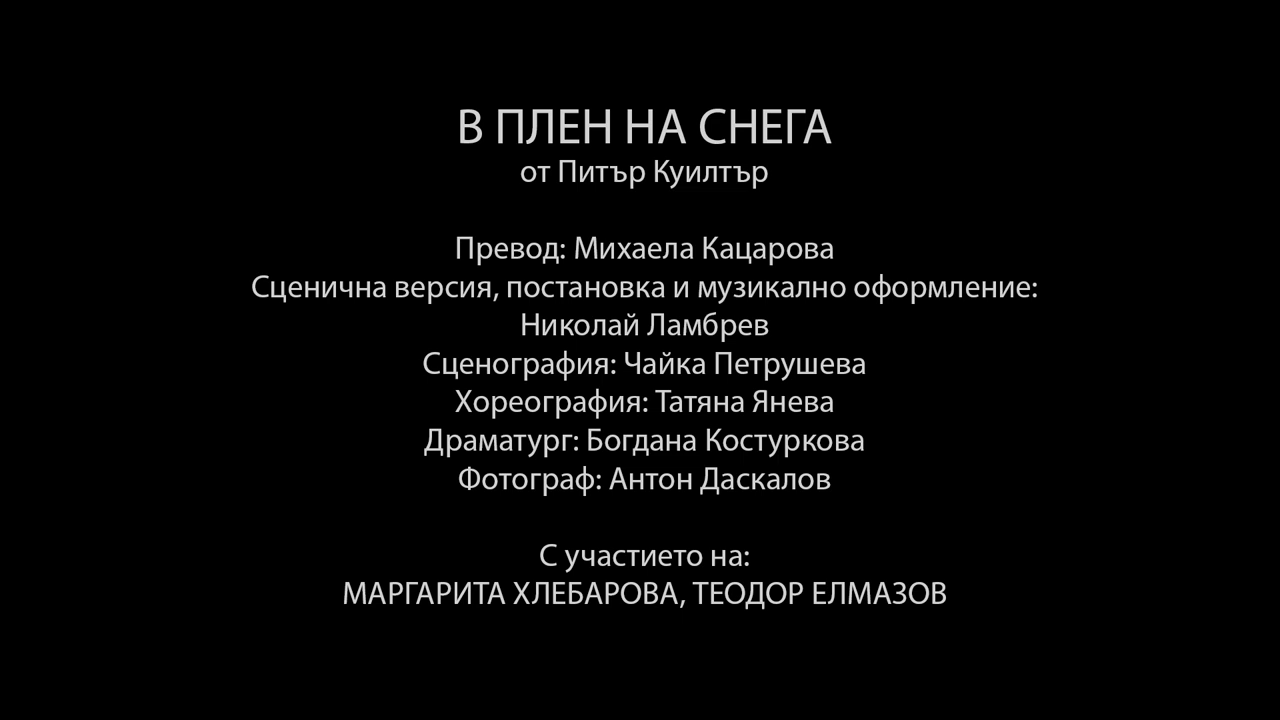 В ПЛЕН НА СНЕГА
от Питър Куилтър
Превод: Михаела Кацарова
Сценична версия, постановка и музикално оформление:
Николай Ламбрев
Сценография: Чайка Петрушева
Хореография: Татяна Янева
Драматург: Богдана Костуркова
Фотограф: Антон Даскалов
С участието на:
МАРГАРИТА ХЛЕБАРОВА, ТЕОДОР ЕЛМАЗОВ